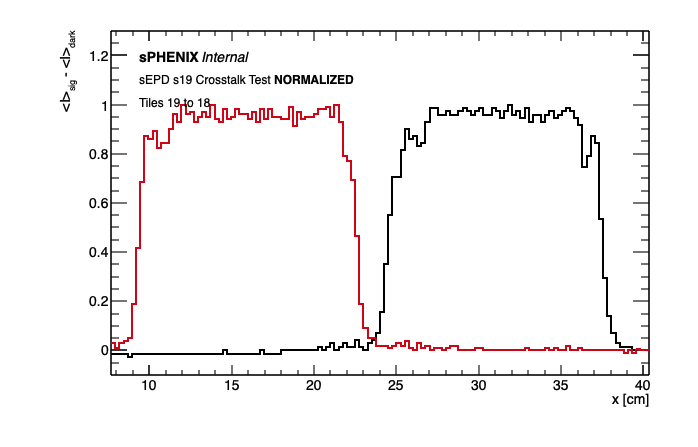 <I>sig - <I>dark
1.2
1
0.8
0.6
0.4
0.2
0
sPHENIX Internal
sEPD s19 Crosstalk Test NORMALIZED
Tiles 19 to 18
10 15 20 25 30 35 40
x [cm]